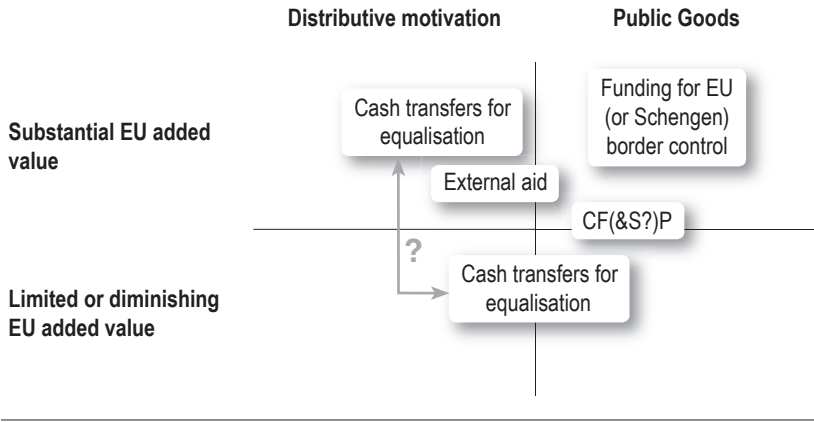 Distributive motivation
Public Goods
Substantial EU added
value
Cash transfers for
equalisation
Funding for EU
(or Schengen)
border control
External aid
CF(&S?)P
?
Limited or diminishing
EU added value
Cash transfers for
equalisation